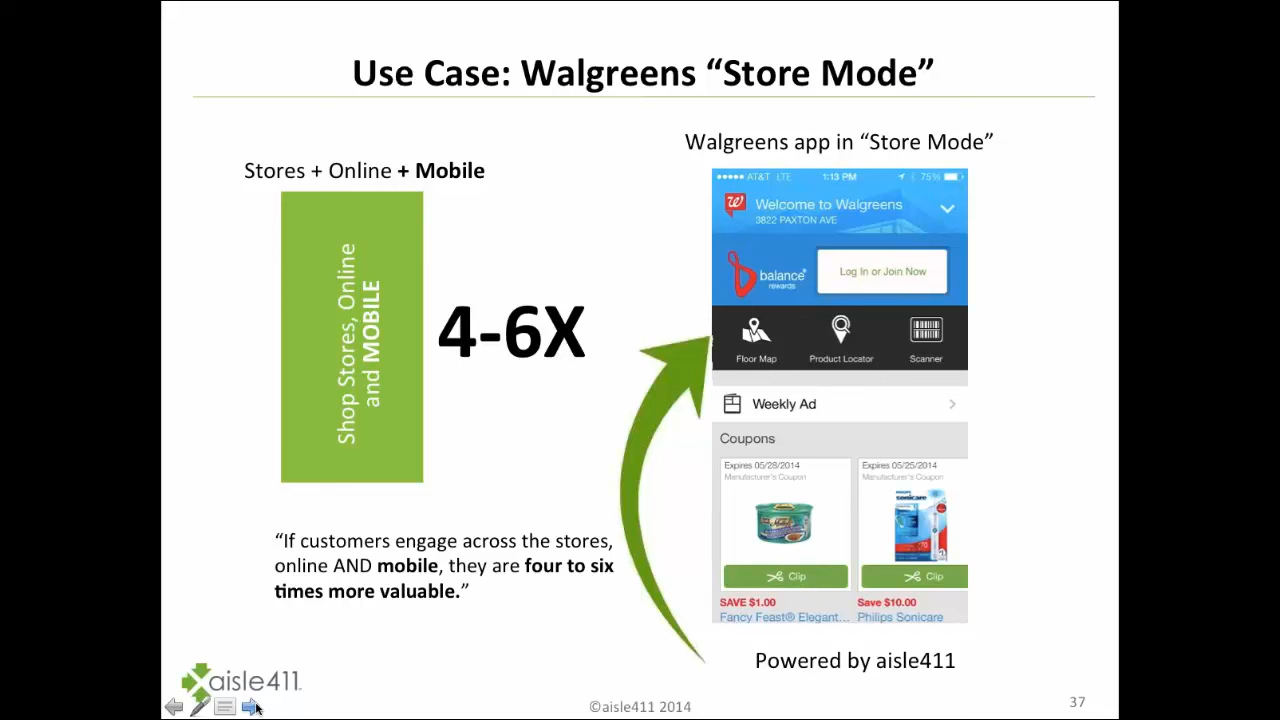 Use Case: Walgreens “Store Mode”
Stores + Online + Mobile
Shop Stores, Online
and MOBILE
4-6X
“If customers engage across the stores,
online AND mobile, they are four to six
times more valuable.”
Walgreens app in “Store Mode”
AT&T LTE 1:13 PM 75%
Welcome to Walgreens
3822 PAXTON AVE
balance®
rewards
Log In or Join Now
Floor Map Product Locator Scanner
Weekly Ad
Coupons
Expires 05/28/2014 Expires 05/25/2014
Manufacturer's Coupon Manufacturer's Coupon
PHILIPS
sonicare
Clip Clip
SAVE $1.00 Save $10.00
Fancy Feast® Elegant... Philips Sonicare
Powered by aisle411
aisle411
©aisle411 2014
37